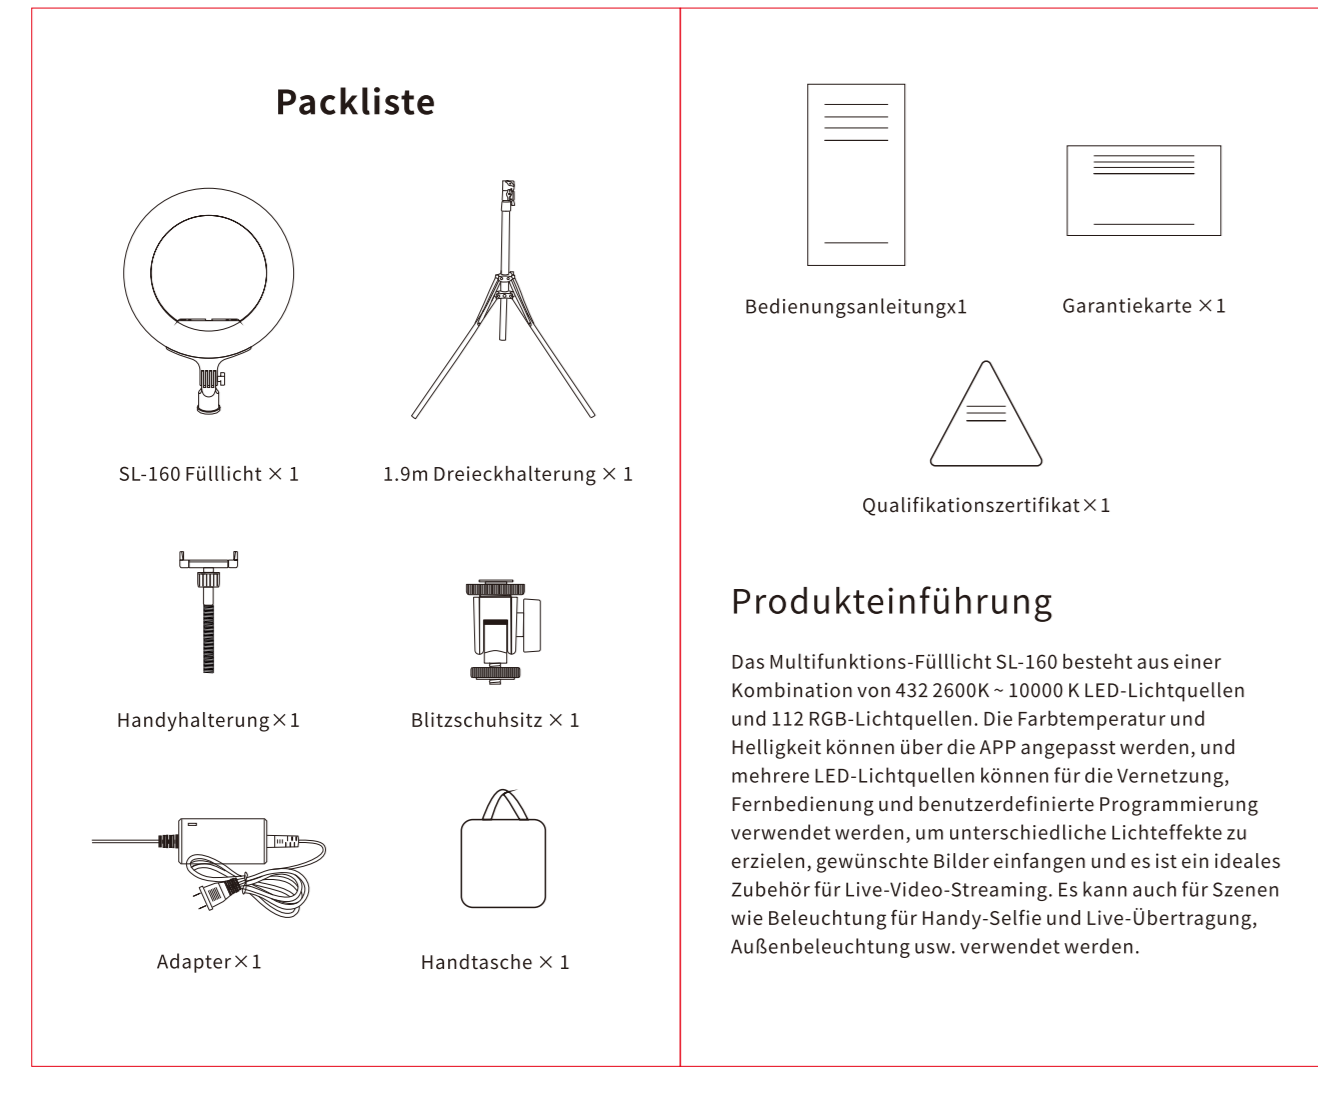 Packliste
SL-160 Fülllicht × 1
1.9m Dreieckhalterung × 1
Handyhalterung×1
Blitzschuhsitz × 1
Adapter×1
Handtasche × 1
Bedienungsanleitungx1
Garantiekarte ×1
Qualifikationszertifikat×1
Produkteinführung
Das Multifunktions-Fülllicht SL-160 besteht aus einer
Kombination von 432 2600K ~ 10000 K LED-Lichtquellen
und 112 RGB-Lichtquellen. Die Farbtemperatur und
Helligkeit können über die APP angepasst werden, und
mehrere LED-Lichtquellen können für die Vernetzung,
Fernbedienung und benutzerdefinierte Programmierung
verwendet werden, um unterschiedliche Lichteffekte zu
erzielen, gewünschte Bilder einfangen und es ist ein ideales
Zubehör für Live-Video-Streaming. Es kann auch für Szenen
wie Beleuchtung für Handy-Selfie und Live-Übertragung,
Außenbeleuchtung usw. verwendet werden.